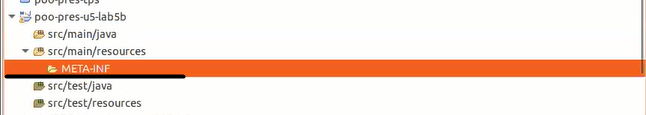 poo-pres-tps
poo-pres-u5-lab5b
src/main/java
src/main/resources
META-INF
src/test/java
src/test/resources